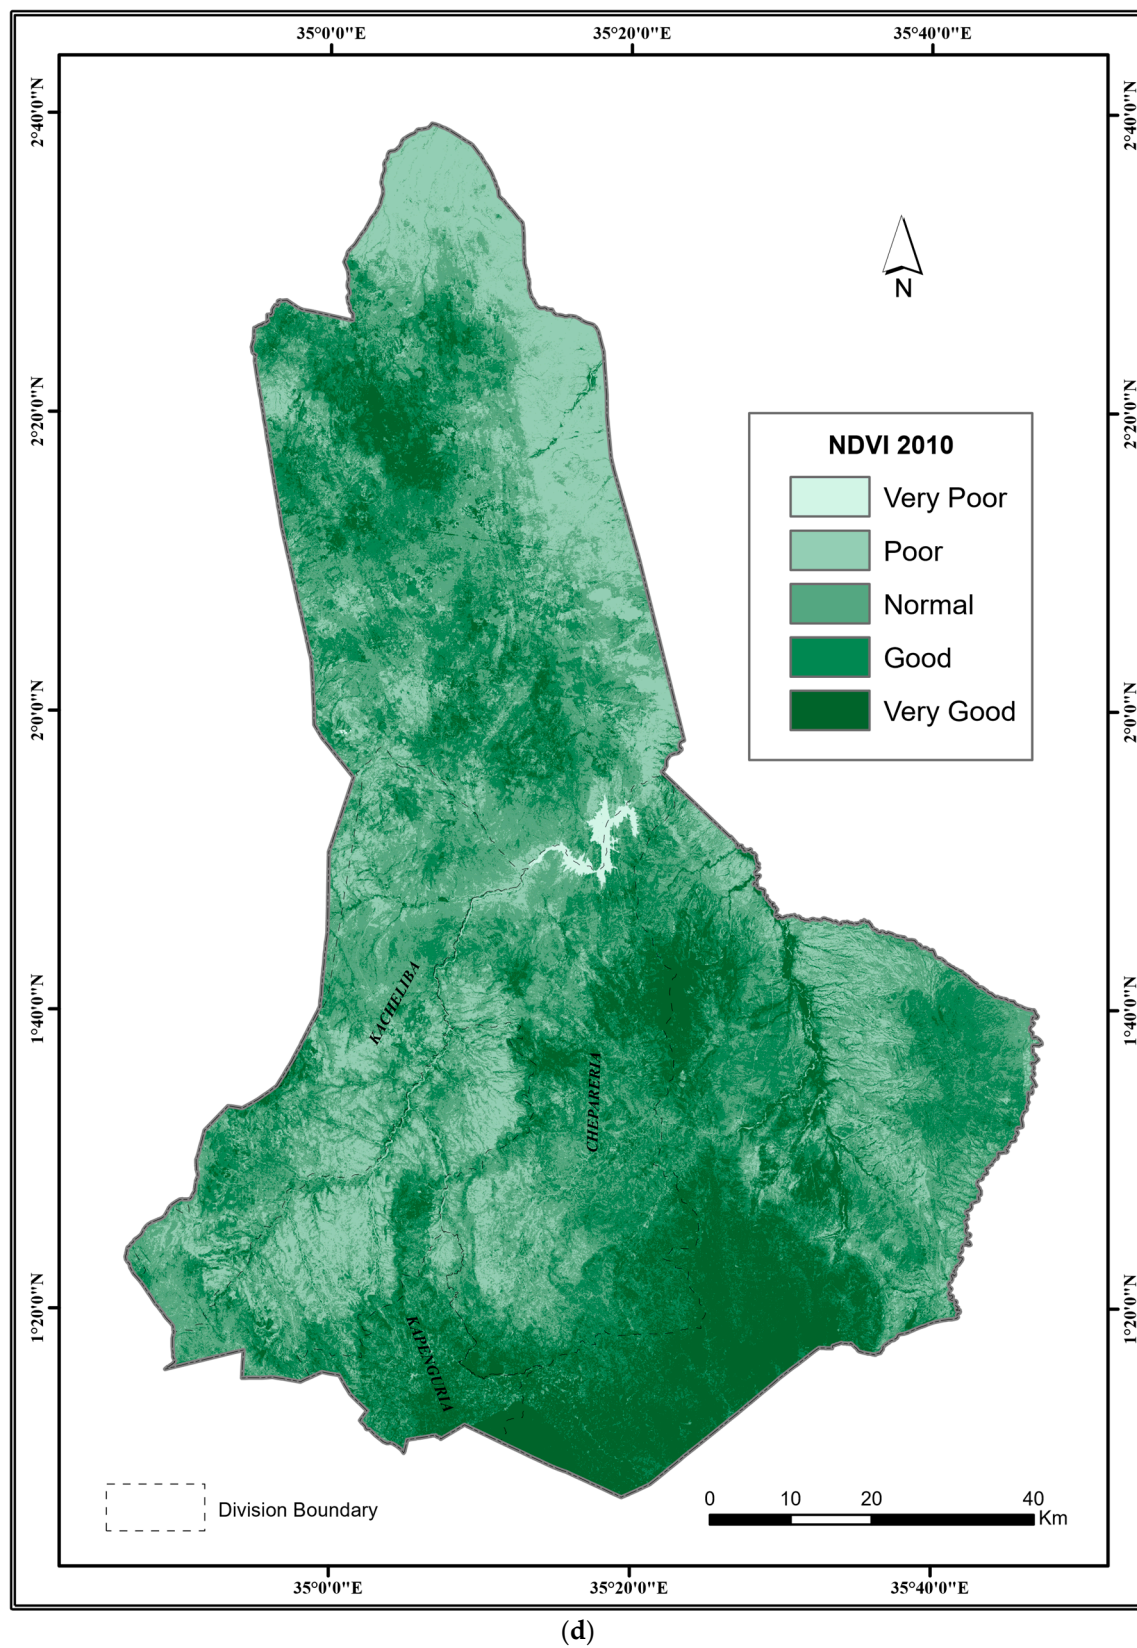 35°0'0"E 35°20'0"E 35°40'0"E
2°40'0"N 2°40'0"N
N
2°20'0"N 2°20'0"N
NDVI 2010
Very Poor
Poor
Normal
Good
Very Good
2°0'0"N 2°0'0"N
KACHELIBA
1°40'0"N 1°40'0"N
CHEPARERIA
1°20'0"N 1°20'0"N
KAPENGURIA
Division Boundary
0 10 20 40
Km
35°0'0"E 35°20'0"E 35°40'0"E
(d)